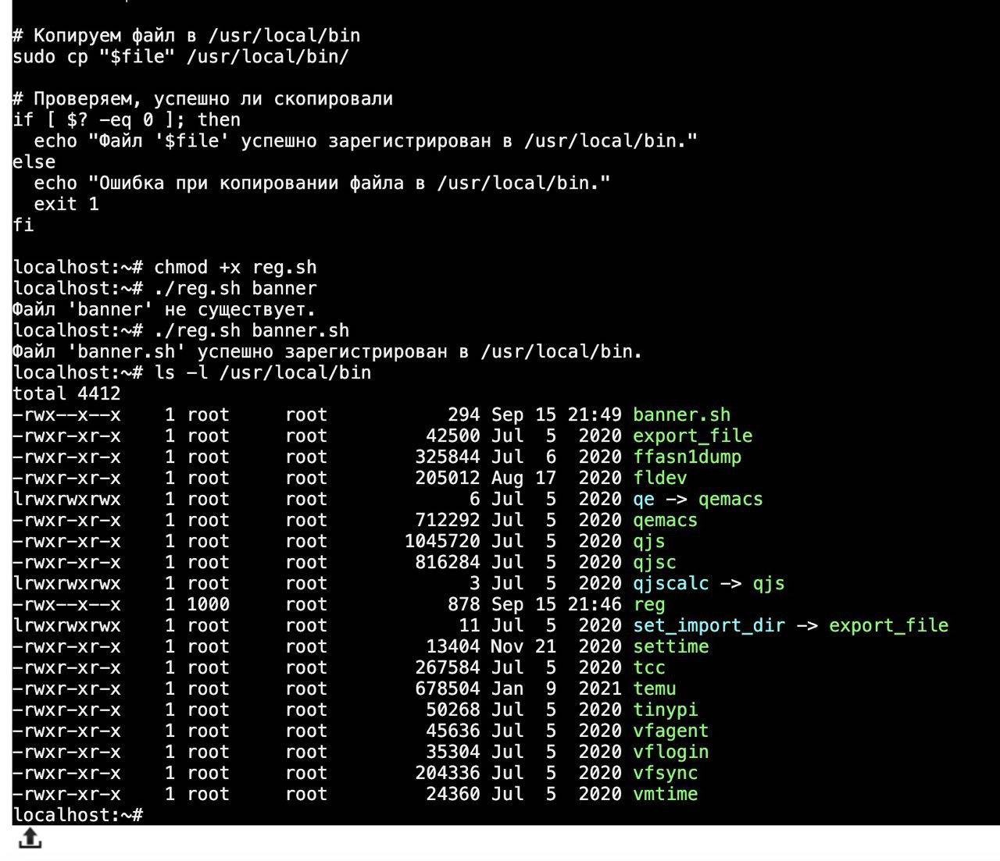 # Копируем файл в /usr/local/bin
sudo cp "$file" /usr/local/bin/
# Проверяем, успешно ли скопировали
if [ $? -eq 0 ]; then
  echo "Файл '$file' успешно зарегистрирован в /usr/local/bin."
else
  echo "Ошибка при копировании файла в /usr/local/bin."
  exit 1
fi
localhost:~# chmod +x reg.sh
localhost:~# ./reg.sh banner
Файл 'banner' не существует.
localhost:~# ./reg.sh banner.sh
Файл 'banner.sh' успешно зарегистрирован в /usr/local/bin.
localhost:~# ls -l /usr/local/bin
total 4412
-rwx--x--x    1 root     root           294 Sep 15 21:49 banner.sh
-rwxr-xr-x    1 root     root         42500 Jul  5  2020 export_file
-rwxr-xr-x    1 root     root        325844 Jul  6  2020 ffasn1dump
-rwxr-xr-x    1 root     root        205012 Aug 17  2020 fldev
lrwxrwxrwx    1 root     root             6 Jul  5  2020 qe -> qemacs
-rwxr-xr-x    1 root     root        712292 Jul  5  2020 qemacs
-rwxr-xr-x    1 root     root       1045720 Jul  5  2020 qjs
-rwxr-xr-x    1 root     root        816284 Jul  5  2020 qjsc
lrwxrwxrwx    1 root     root             3 Jul  5  2020 qjscalc -> qjs
-rwx--x--x    1 1000     root           878 Sep 15 21:46 reg
lrwxrwxrwx    1 root     root            11 Jul  5  2020 set_import_dir -> export_file
-rwxr-xr-x    1 root     root         13404 Nov 21  2020 settime
-rwxr-xr-x    1 root     root        267584 Jul  5  2020 tcc
-rwxr-xr-x    1 root     root        678504 Jan  9  2021 temu
-rwxr-xr-x    1 root     root         50268 Jul  5  2020 tinypi
-rwxr-xr-x    1 root     root         45636 Jul  5  2020 vfagent
-rwxr-xr-x    1 root     root         35304 Jul  5  2020 vflogin
-rwxr-xr-x    1 root     root        204336 Jul  5  2020 vfsync
-rwxr-xr-x    1 root     root         24360 Jul  5  2020 vmtime
localhost:~#